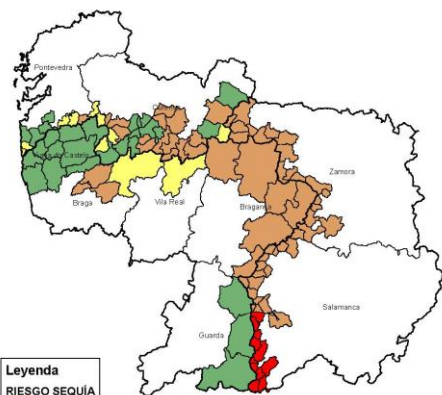 Pontevedra
Zamora
Braga
Vila Real
Bragança
Salamanca
Guarda
Leyenda
RIESGO SEQUÍA